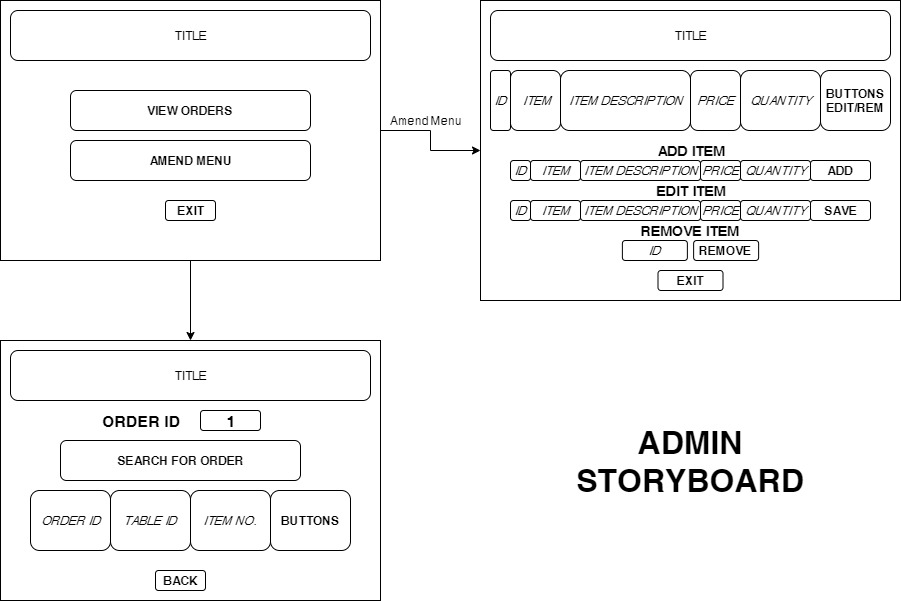 TITLE
VIEW ORDERS
AMEND MENU
EXIT
Amend Menu
TITLE
ID ITEM ITEM DESCRIPTION PRICE QUANTITY BUTTONS
EDIT/REM
ADD ITEM
ID ITEM ITEM DESCRIPTION PRICE QUANTITY ADD
EDIT ITEM
ID ITEM ITEM DESCRIPTION PRICE QUANTITY SAVE
REMOVE ITEM
ID REMOVE
EXIT
TITLE
ORDER ID 1
SEARCH FOR ORDER
ORDER ID TABLE ID ITEM NO. BUTTONS
BACK
ADMIN
STORYBOARD